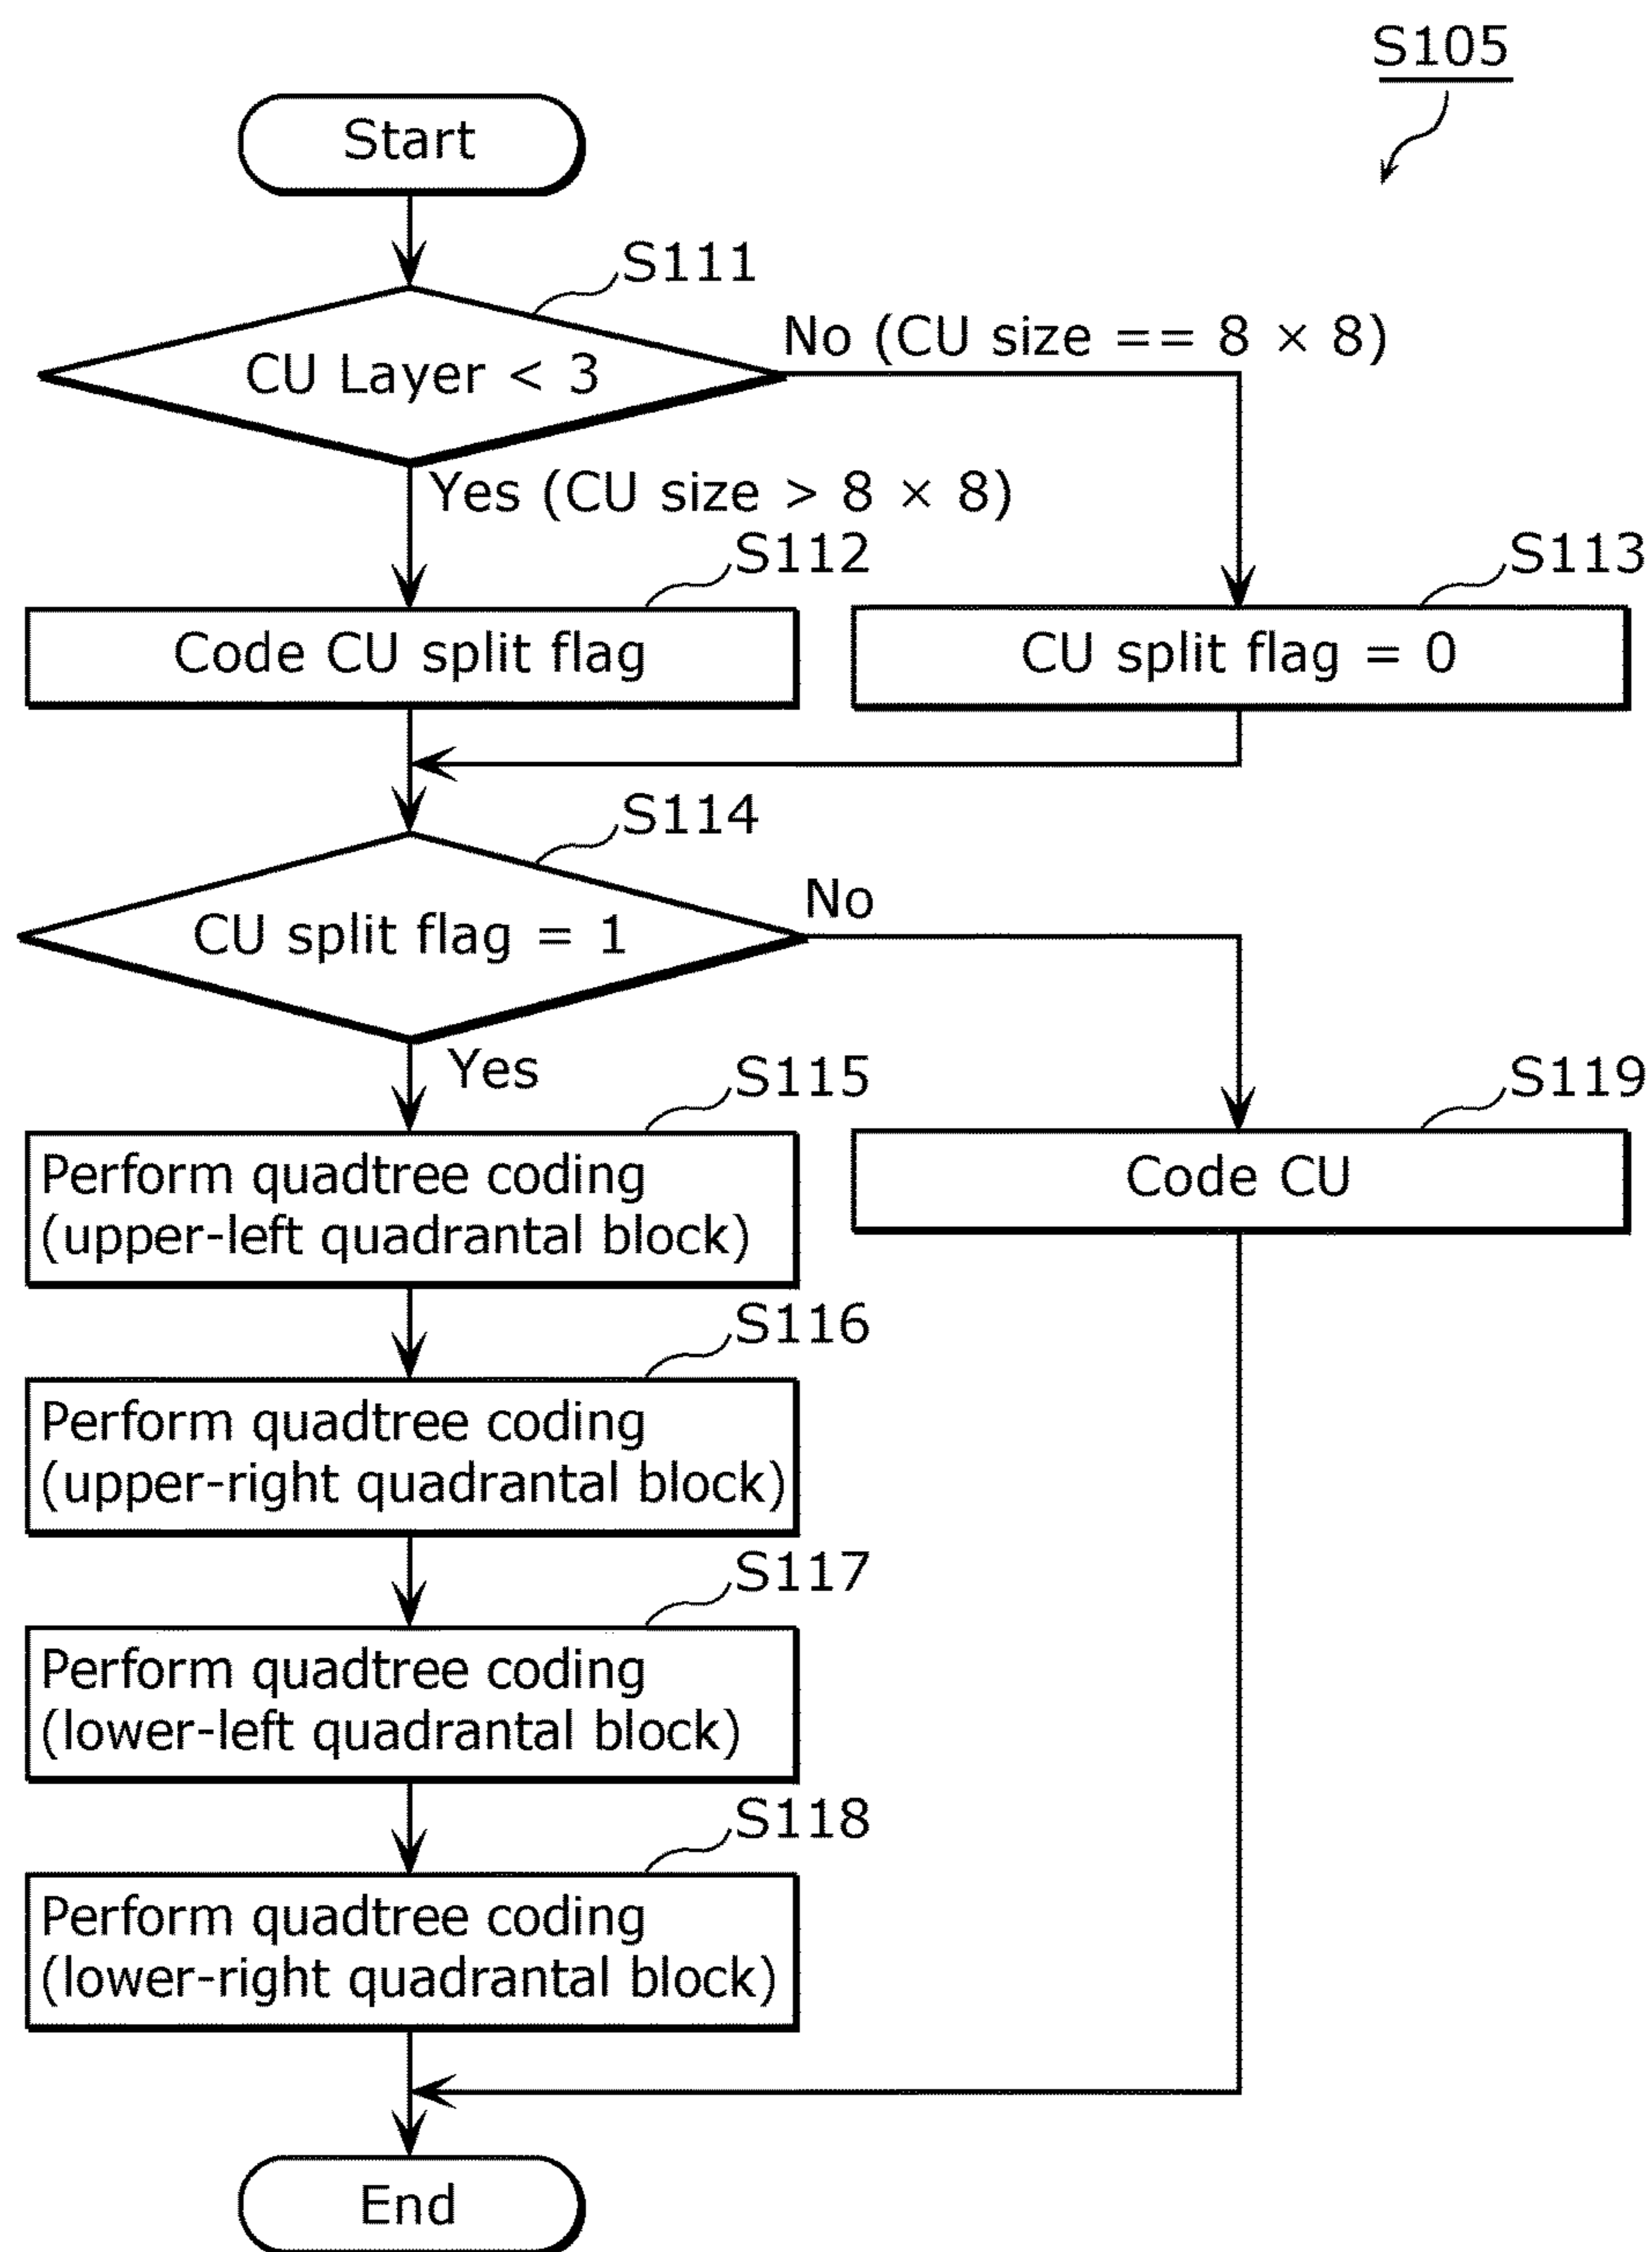 S105
Start
S111
CU Layer < 3
No (CU size == 8 × 8)
Yes (CU size > 8 × 8)
S112
S113
Code CU split flag
CU split flag = 0
S114
CU split flag = 1
No
Yes
S115
S119
Perform quadtree coding
(upper-left quadrantal block)
Code CU
S116
Perform quadtree coding
(upper-right quadrantal block)
S117
Perform quadtree coding
(lower-left quadrantal block)
S118
Perform quadtree coding
(lower-right quadrantal block)
End